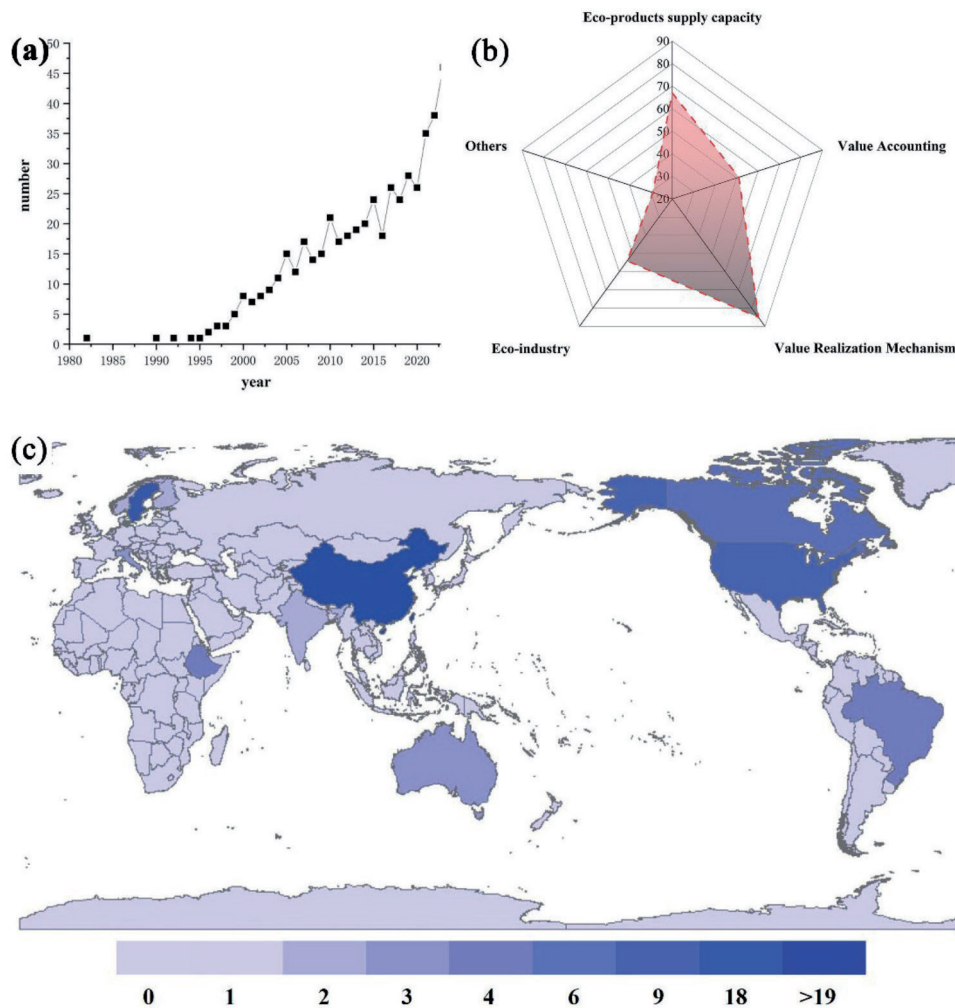 (a)
50
45
40
35
30
25
20
15
10
5
0
number
1980 1985 1990 1995 2000 2005 2010 2015 2020
year
(b)
Eco-products supply capacity
90
80
70
60
50
40
30
20
Others
Value Accounting
Eco-industry
Value Realization Mechanism
(c)
0 1 2 3 4 6 9 18 >19